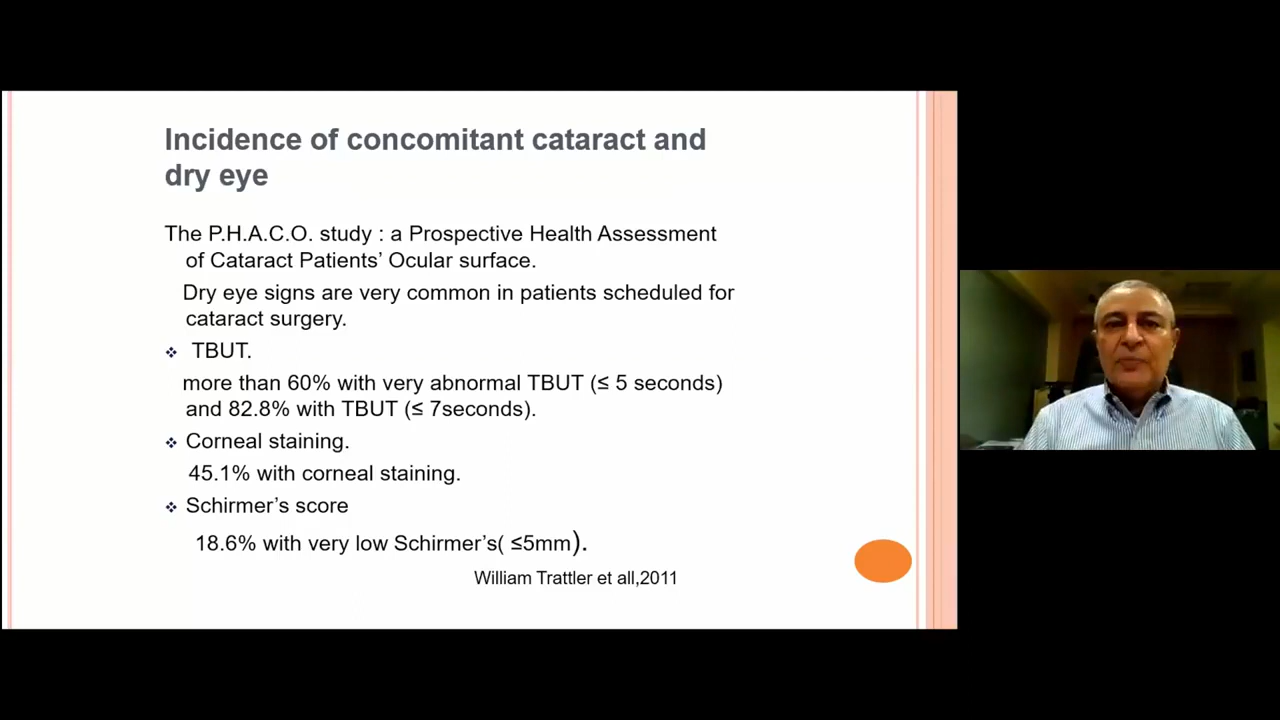 Incidence of concomitant cataract and
dry eye
The P.H.A.C.O. study : a Prospective Health Assessment
of Cataract Patients’ Ocular surface.
Dry eye signs are very common in patients scheduled for
cataract surgery.
❖ TBUT.
more than 60% with very abnormal TBUT (≤ 5 seconds)
and 82.8% with TBUT (≤ 7seconds).
❖ Corneal staining.
45.1% with corneal staining.
❖ Schirmer’s score
18.6% with very low Schirmer’s( ≤5mm).
William Trattler et all,2011